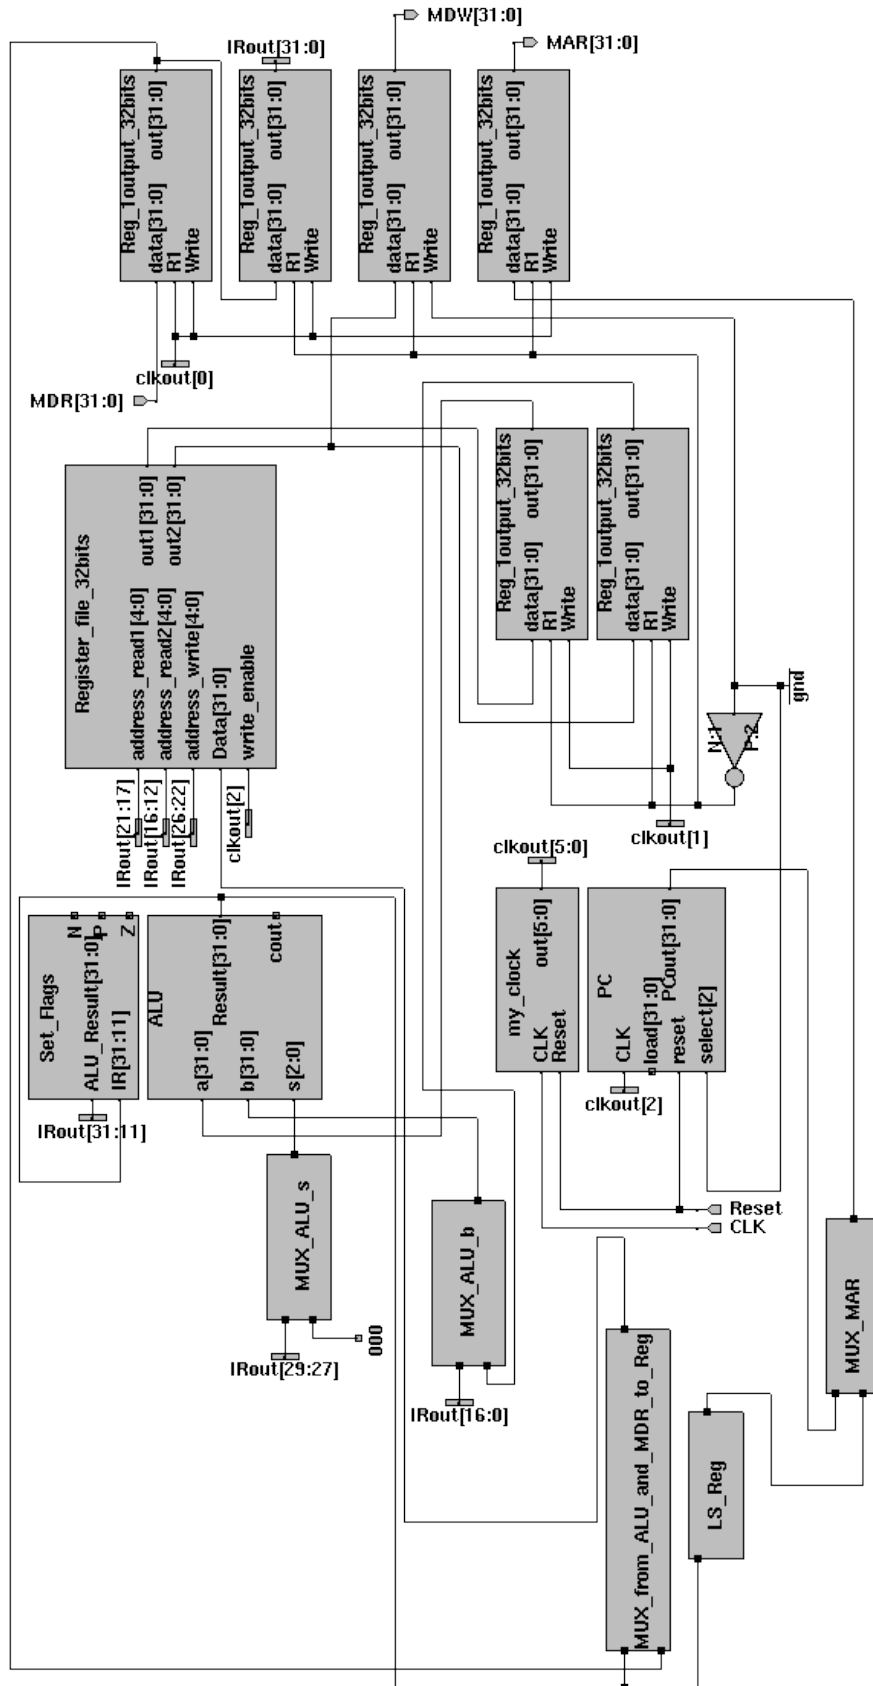 MDW[31:0]
IRout[31:0]
MAR[31:0]
Reg_1output_32bits
data[31:0] out[31:0]
R1
Write
Reg_1output_32bits
data[31:0] out[31:0]
R1
Write
Reg_1output_32bits
data[31:0] out[31:0]
R1
Write
Reg_1output_32bits
data[31:0] out[31:0]
R1
Write
clkout[0]
MDR[31:0]
Register_file_32bits
address_read1[4:0] out1[31:0]
address_read2[4:0] out2[31:0]
address_write[4:0]
Data[31:0]
write_enable
Reg_1output_32bits
data[31:0] out[31:0]
R1
Write
Reg_1output_32bits
data[31:0] out[31:0]
R1
Write
gnd
N:1
P:2
IRout[21:17]
IRout[16:12]
IRout[26:22]
clkout[2]
clkout[1]
clkout[5:0]
Set_Flags
N
P
Z
ALU_Result[31:0]
IR[31:11]
ALU
Result[31:0]
cout
a[31:0]
b[31:0]
s[2:0]
my_clock
out[5:0]
CLK
Reset
PC
CLK
load[31:0]
PCout[31:0]
reset
select[2]
IRout[31:11]
clkout[2]
Reset
CLK
MUX_ALU_s
MUX_ALU_b
IRout[29:27]
000
IRout[16:0]
MUX_from_ALU_and_MDR_to_Reg
LS_Reg
MUX_MAR